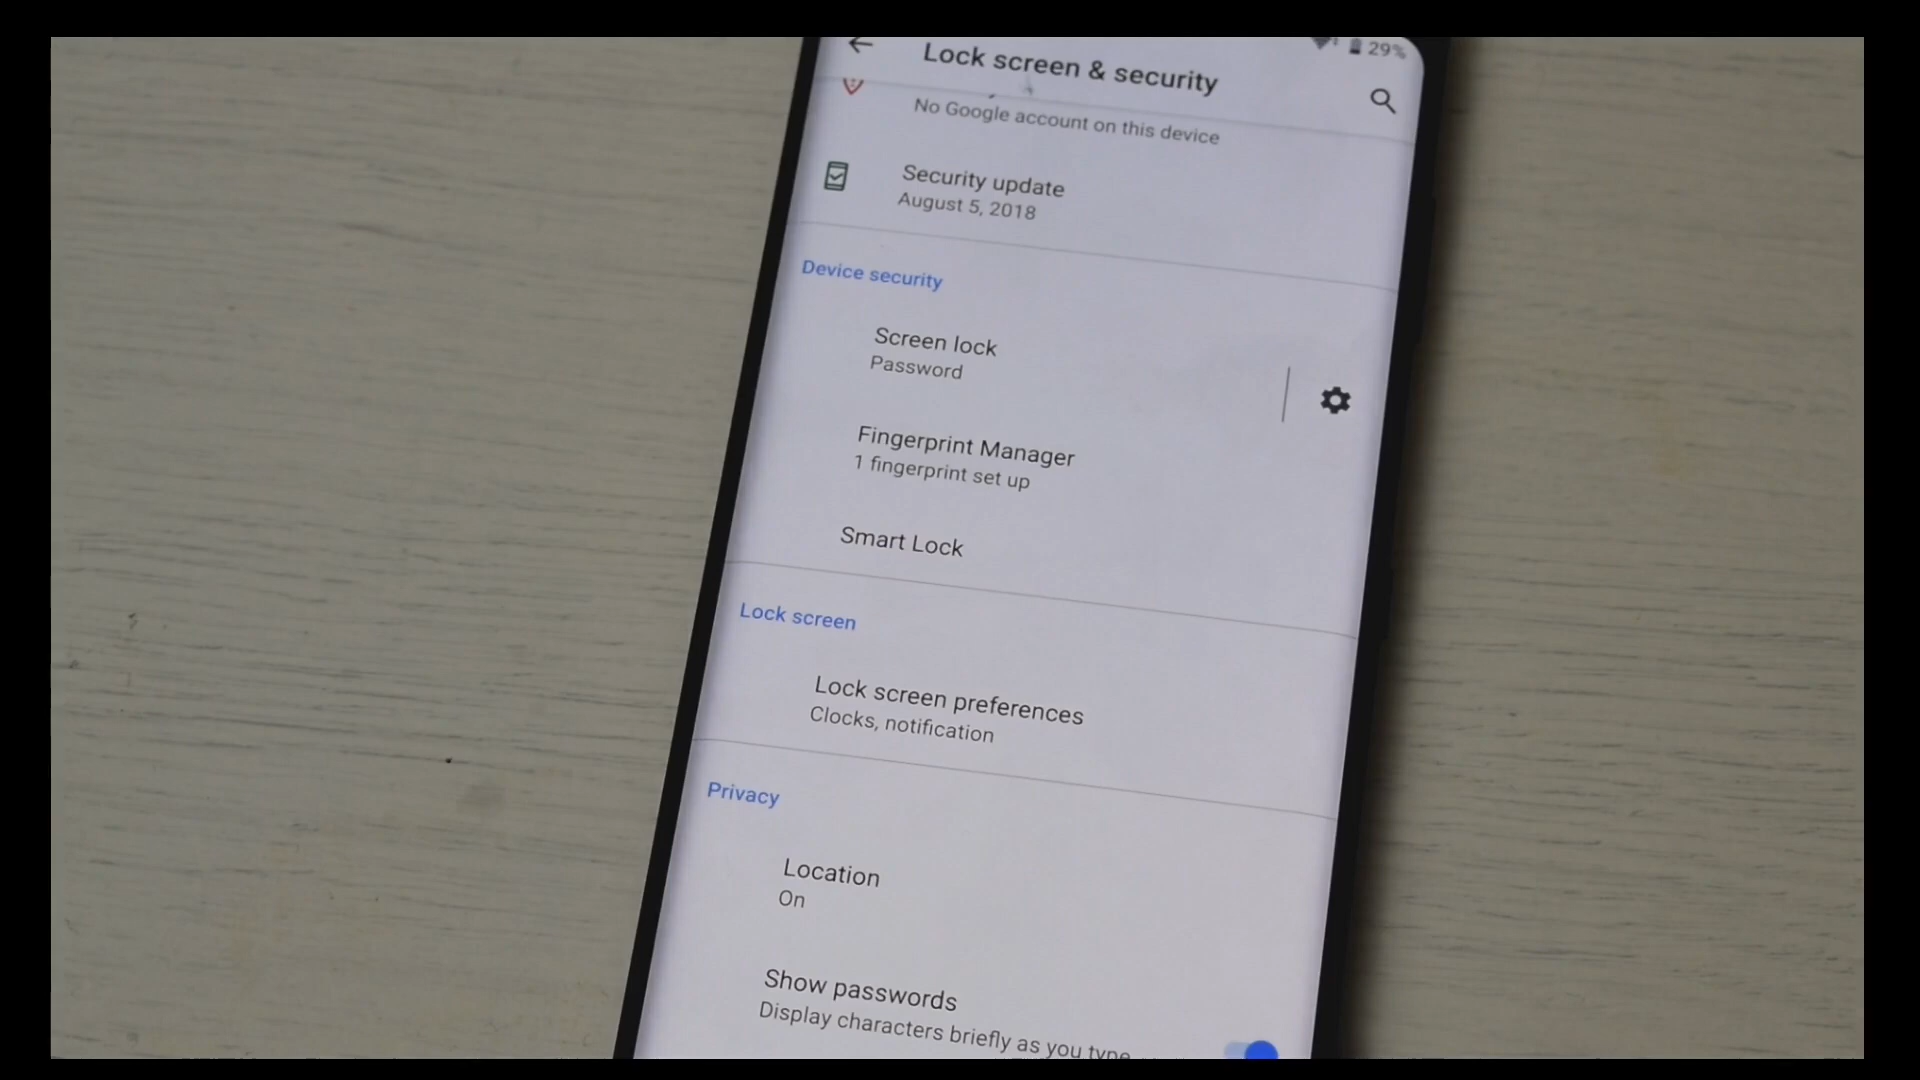 29%
Lock screen & security
No Google account on this device
Security update
August 5, 2018
Device security
Screen lock
Password
Fingerprint Manager
1 fingerprint set up
Smart Lock
Lock screen
Lock screen preferences
Clocks, notification
Privacy
Location
On
Show passwords
Display characters briefly as you type